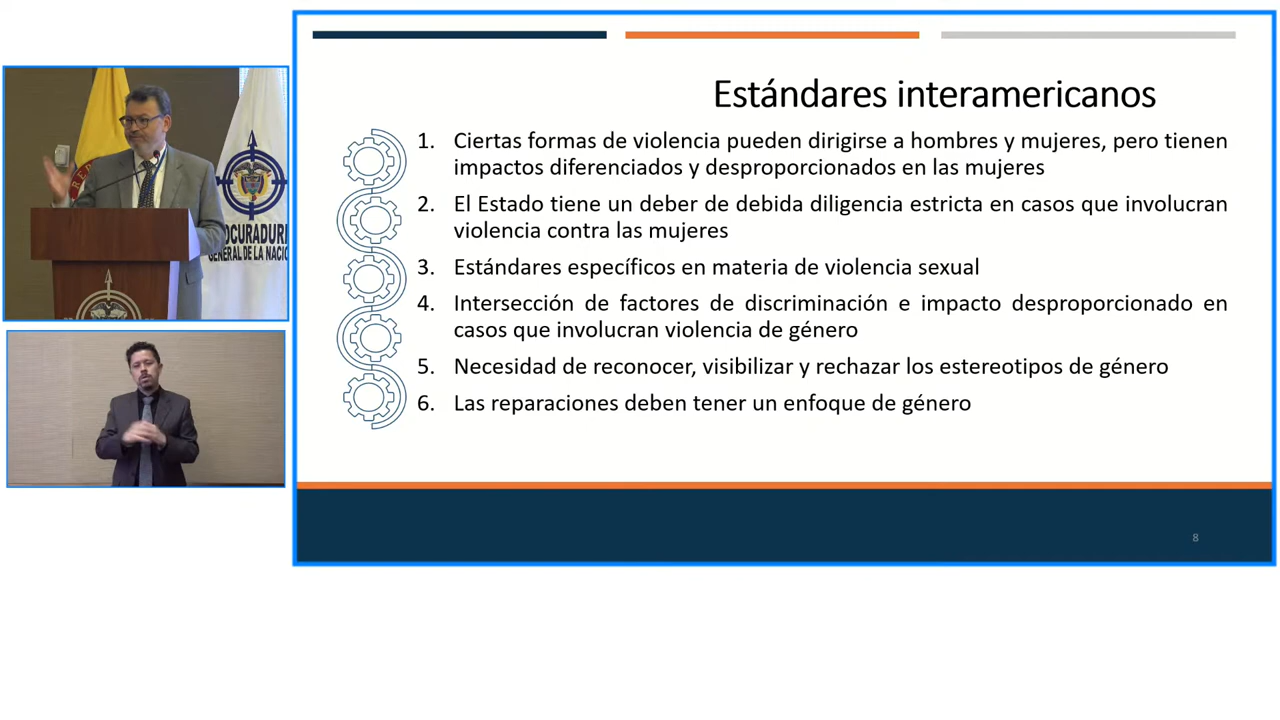 Estándares interamericanos
1. Ciertas formas de violencia pueden dirigirse a hombres y mujeres, pero tienen
impactos diferenciados y desproporcionados en las mujeres
2. El Estado tiene un deber de debida diligencia estricta en casos que involucran
violencia contra las mujeres
3. Estándares específicos en materia de violencia sexual
4. Intersección de factores de discriminación e impacto desproporcionado en
casos que involucran violencia de género
5. Necesidad de reconocer, visibilizar y rechazar los estereotipos de género
6. Las reparaciones deben tener un enfoque de género
8
OCURADURI
GENERAL DE LA NACIO